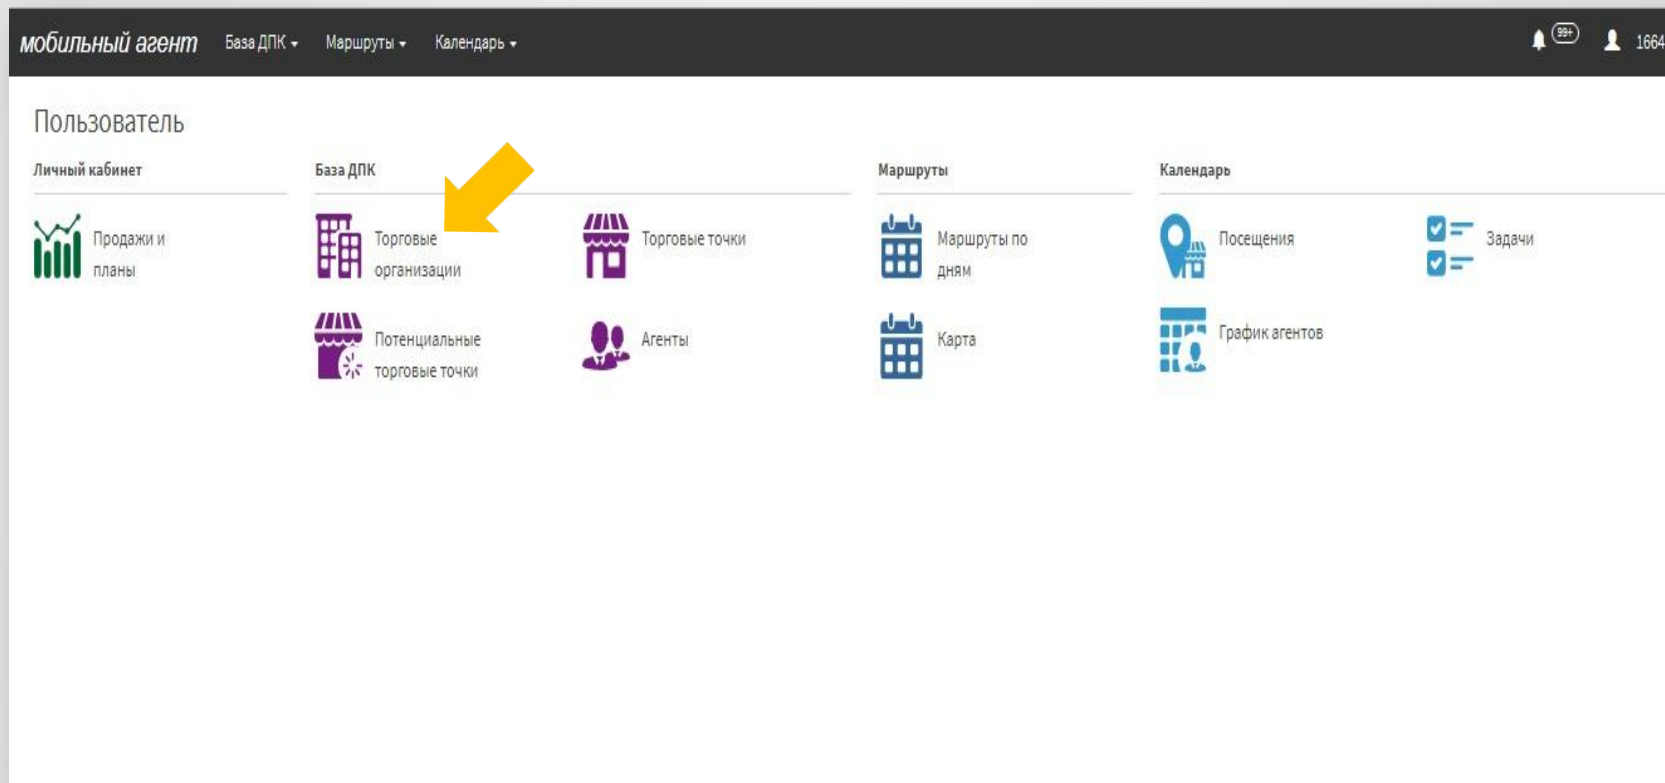 мобильный агент База ДПК Маршруты Календарь 99+ 1664
Пользователь
Личный кабинет
Продажи и
планы
База ДПК
Торговые
организации
Торговые точки
Потенциальные
торговые точки
Агенты
Маршруты
Маршруты по
дням
Карта
Календарь
Посещения
Задачи
График агентов